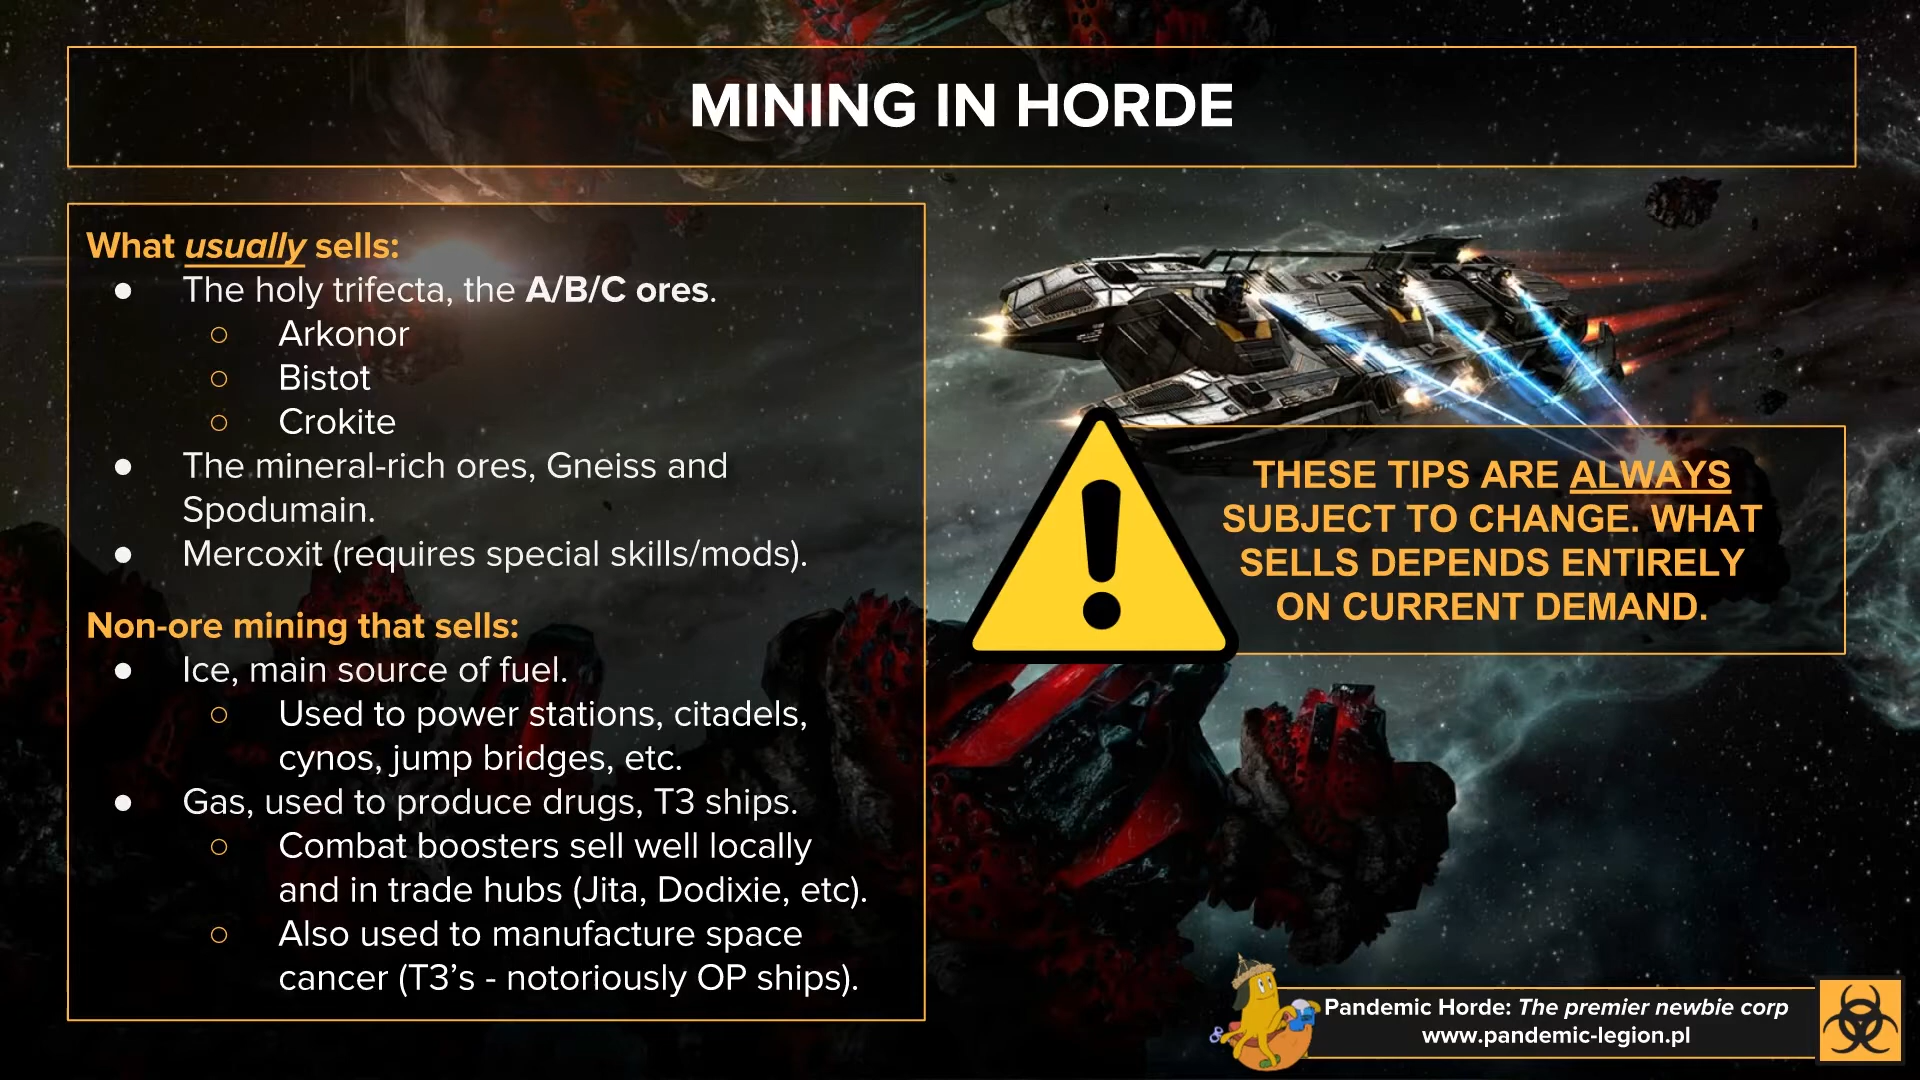 MINING IN HORDE
What usually sells:
● The holy trifecta, the A/B/C ores.
○ Arkonor
○ Bistot
○ Crokite
● The mineral-rich ores, Gneiss and
Spodumain.
● Mercoxit (requires special skills/mods).
Non-ore mining that sells:
● Ice, main source of fuel.
○ Used to power stations, citadels,
cynos, jump bridges, etc.
● Gas, used to produce drugs, T3 ships.
○ Combat boosters sell well locally
and in trade hubs (Jita, Dodixie, etc).
○ Also used to manufacture space
cancer (T3’s - notoriously OP ships).
THESE TIPS ARE ALWAYS
SUBJECT TO CHANGE. WHAT
SELLS DEPENDS ENTIRELY
ON CURRENT DEMAND.
Pandemic Horde: The premier newbie corp
www.pandemic-legion.pl